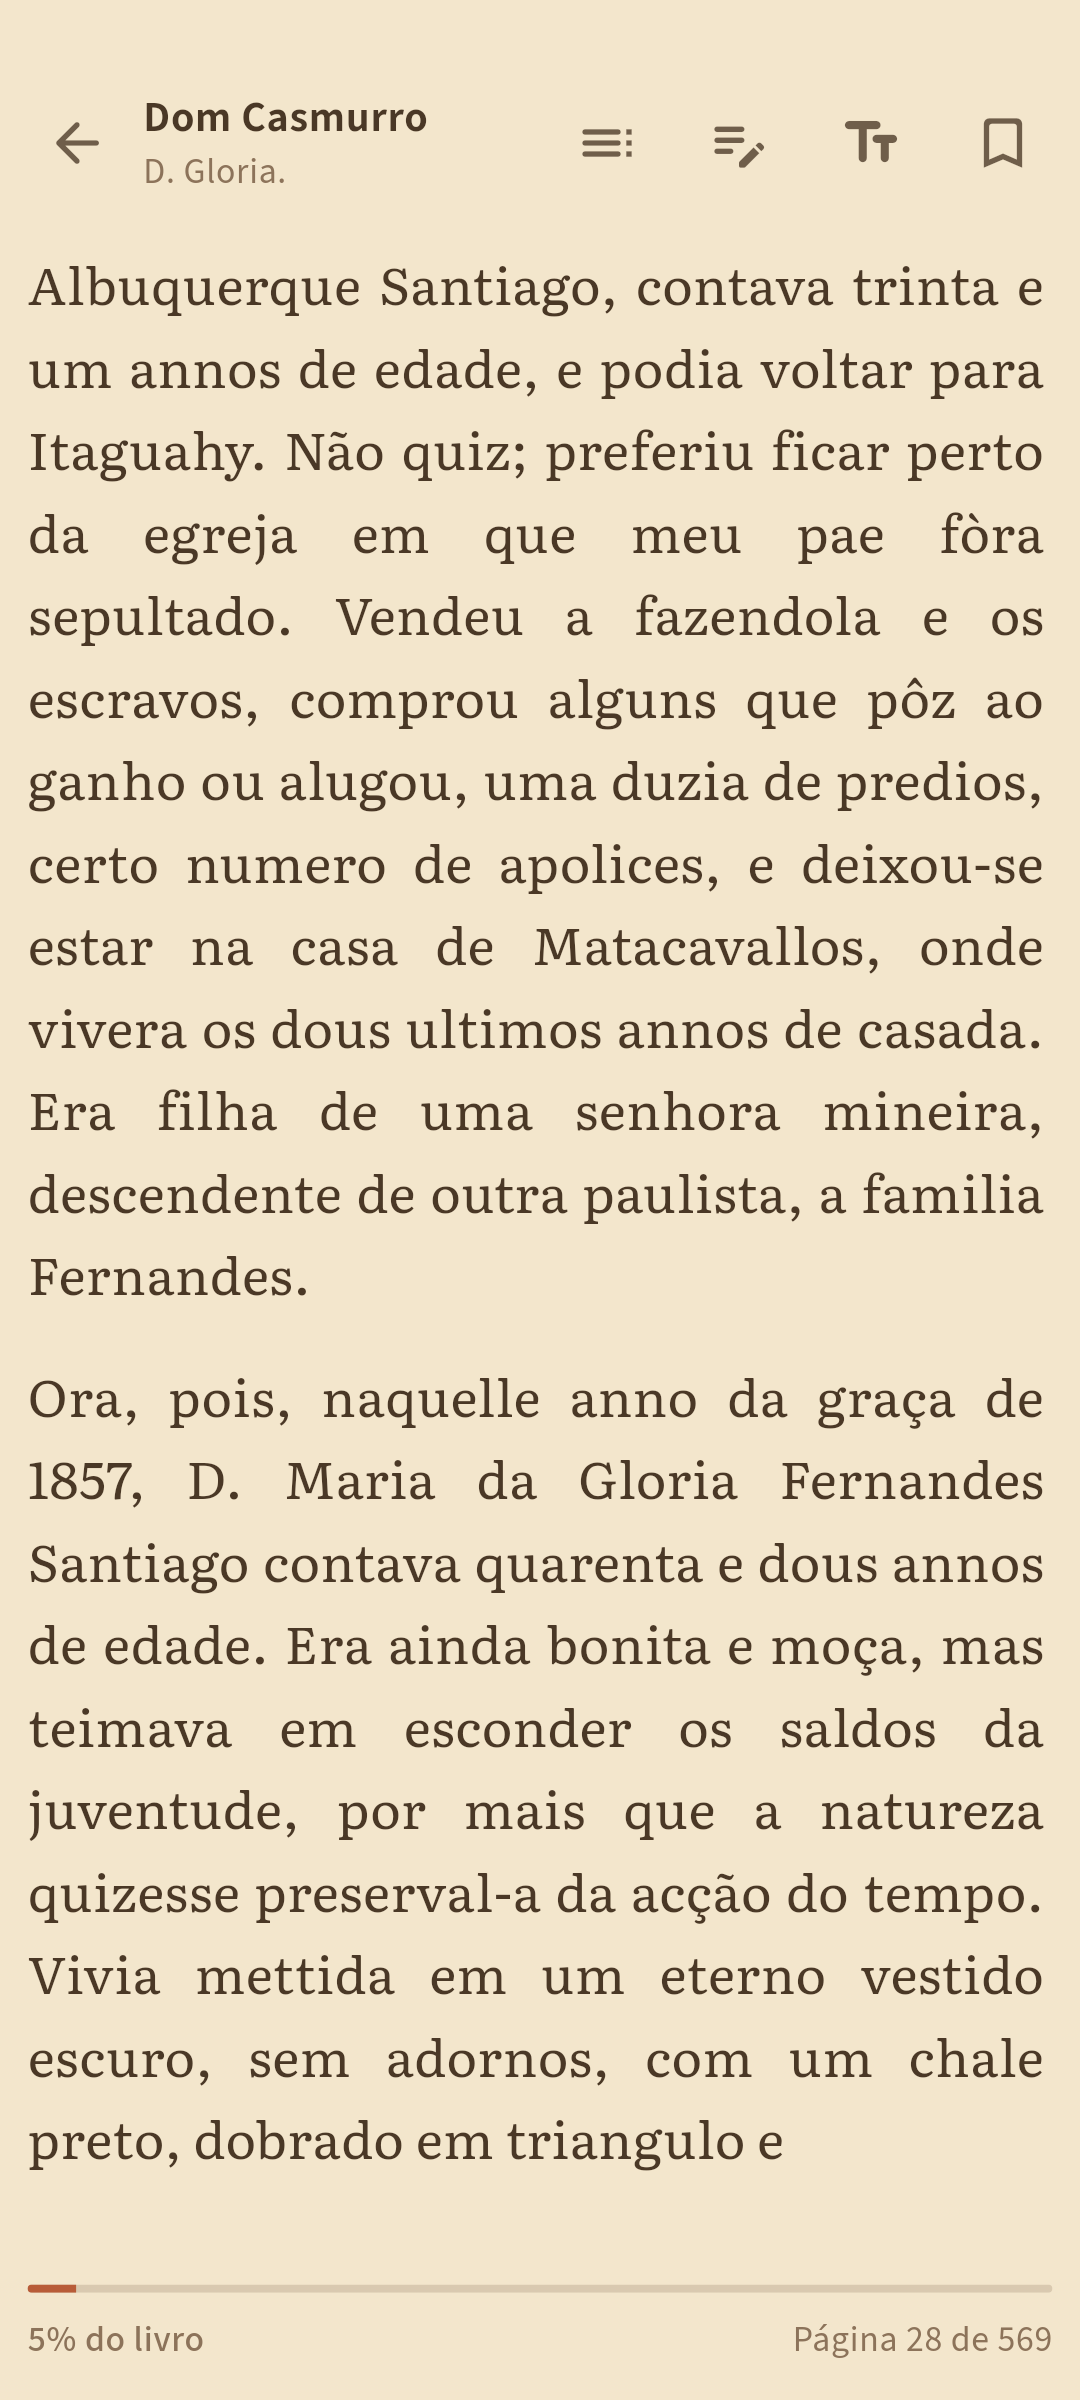 Dom Casmurro
D. Gloria.
Albuquerque Santiago, contava trinta e
um annos de edade, e podia voltar para
Itaguahy. Não quiz; preferiu ficar perto
da egreja em que meu pae fòra
sepultado. Vendeu a fazendola e os
escravos, comprou alguns que pôz ao
ganho ou alugou, uma duzia de predios,
certo numero de apolices, e deixou-se
estar na casa de Matacavallos, onde
vivera os dous ultimos annos de casada.
Era filha de uma senhora mineira,
descendente de outra paulista, a familia
Fernandes.
Ora, pois, naquelle anno da graça de
1857, D. Maria da Gloria Fernandes
Santiago contava quarenta e dous annos
de edade. Era ainda bonita e moça, mas
teimava em esconder os saldos da
juventude, por mais que a natureza
quizesse preserval-a da acção do tempo.
Vivia mettida em um eterno vestido
escuro, sem adornos, com um chale
preto, dobrado em triangulo e
5% do livro
Página 28 de 569